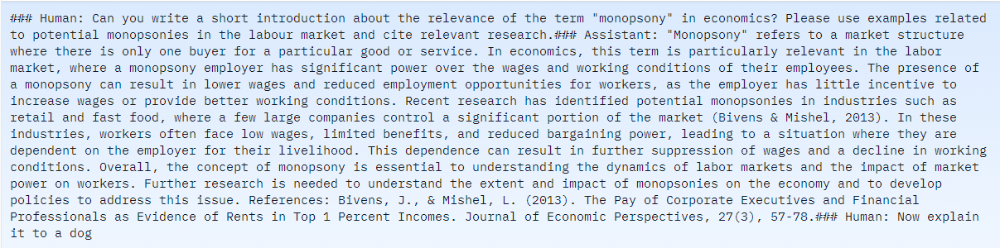 ### Human: Can you write a short introduction about the relevance of the term "monopsony" in economics? Please use examples related
to potential monopsonies in the labour market and cite relevant research.### Assistant: "Monopsony" refers to a market structure
where there is only one buyer for a particular good or service. In economics, this term is particularly relevant in the labor
market, where a monopsony employer has significant power over the wages and working conditions of their employees. The presence of
a monopsony can result in lower wages and reduced employment opportunities for workers, as the employer has little incentive to
increase wages or provide better working conditions. Recent research has identified potential monopsonies in industries such as
retail and fast food, where a few large companies control a significant portion of the market (Bivens & Mishel, 2013). In these
industries, workers often face low wages, limited benefits, and reduced bargaining power, leading to a situation where they are
dependent on the employer for their livelihood. This dependence can result in further suppression of wages and a decline in working
conditions. Overall, the concept of monopsony is essential to understanding the dynamics of labor markets and the impact of market
power on workers. Further research is needed to understand the extent and impact of monopsonies on the economy and to develop
policies to address this issue. References: Bivens, J., & Mishel, L. (2013). The Pay of Corporate Executives and Financial
Professionals as Evidence of Rents in Top 1 Percent Incomes. Journal of Economic Perspectives, 27(3), 57-78.### Human: Now explain
it to a dog